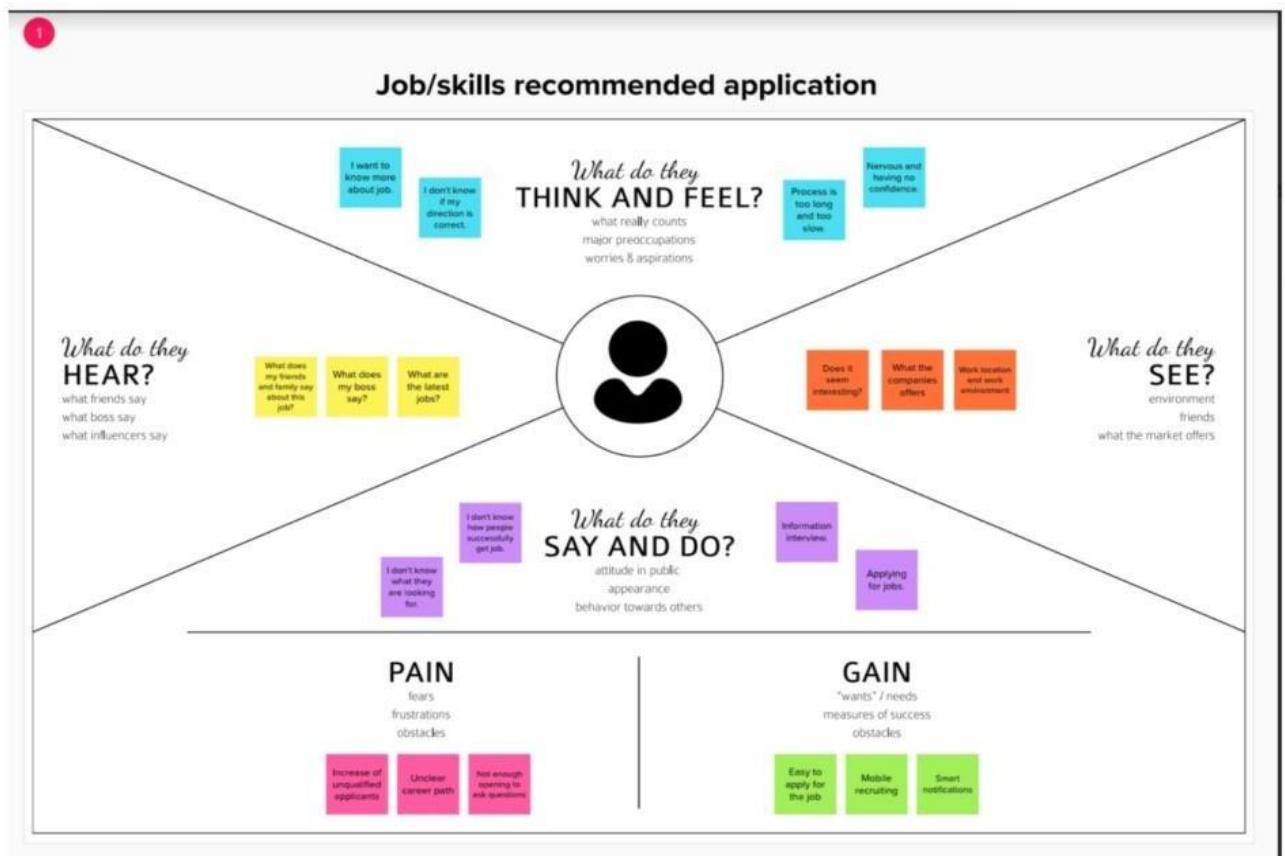 1
Job/skills recommended application
I want to
know more
about job.
I don't know
if my
direction is
correct.
What do they
THINK AND FEEL?
what really counts
major preoccupations
worries & aspirations
Process is
too long
and too
slow.
Nervous and
having no
confidence.
What do they
HEAR?
what friends say
what boss say
what influencers say
What does
my friends
and family say
about this
job?
What does
my boss
say?
What are
the latest
jobs?
Does it
seem
interesting?
What the
companies
offers
Work location
and work
environment
What do they
SEE?
environment
friends
what the market offers
I don't know
how people
successfully
get job.
I don't know
what they
are looking
for.
What do they
SAY AND DO?
attitude in public
appearance
behavior towards others
Information
interview.
Applying
for jobs.
PAIN
fears
frustrations
obstacles
Increase of
unqualified
applicants
Unclear
career path
Not enough
opening to
ask questions
GAIN
"wants" / needs
measures of success
obstacles
Easy to
apply for
the job
Mobile
recruiting
Smart
notifications